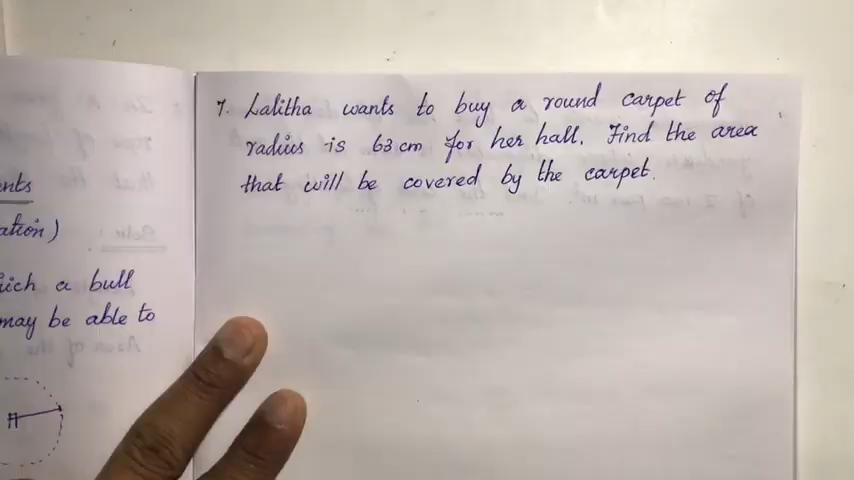 7. Lalitha wants to buy a round carpet of
radius is 63 cm for her hall. Find the area
that will be covered by the carpet.
nts
ation)
ich a bull
may be able to